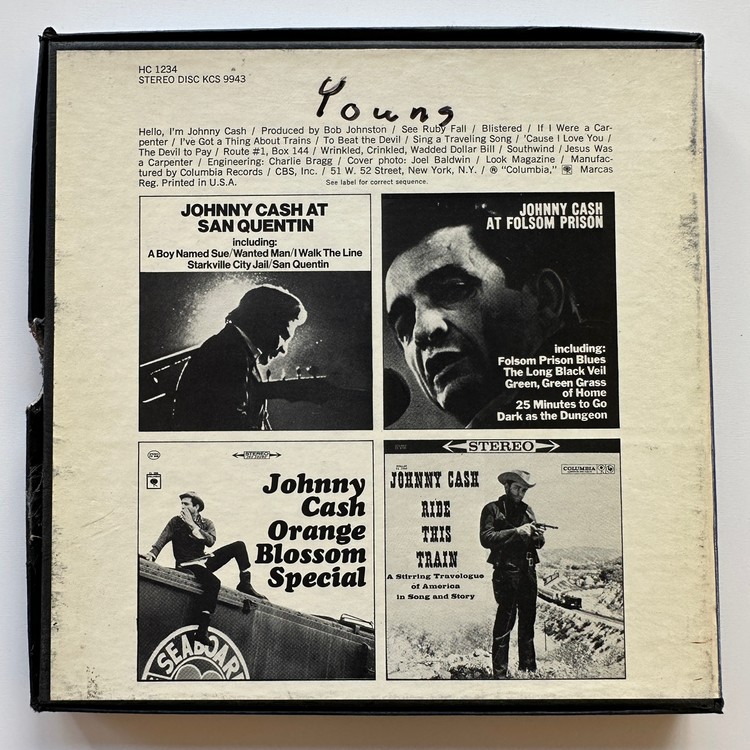 HC 1234
STEREO DISC KCS 9943
Young
Hello, I'm Johnny Cash / Produced by Bob Johnston / See Ruby Fall / Blistered / If I Were a Car-
penter / I've Got a Thing About Trains / To Beat the Devil / Sing a Traveling Song / 'Cause I Love You /
The Devil to Pay / Route #1, Box 144 / Wrinkled, Crinkled, Wadded Dollar Bill / Southwind / Jesus Was
a Carpenter / Engineering: Charlie Bragg / Cover photo: Joel Baldwin / Look Magazine / Manufac-
tured by Columbia Records / CBS, Inc. / 51 W. 52 Street, New York, N.Y. / ® "Columbia," Marcas
Reg. Printed in U.S.A.
See label for correct sequence.
JOHNNY CASH AT
SAN QUENTIN
including:
A Boy Named Sue/Wanted Man/I Walk The Line
Starkville City Jail/San Quentin
JOHNNY CASH
AT FOLSOM PRISON
including:
Folsom Prison Blues
The Long Black Veil
Green, Green Grass
of Home
25 Minutes to Go
Dark as the Dungeon
STEREO
Johnny
Cash
Orange
Blossom
Special
SEABOARD
STEREO
COLUMBIA
JOHNNY CASH
RIDE
THIS
TRAIN
A Stirring Travelogue
of America
in Song and Story